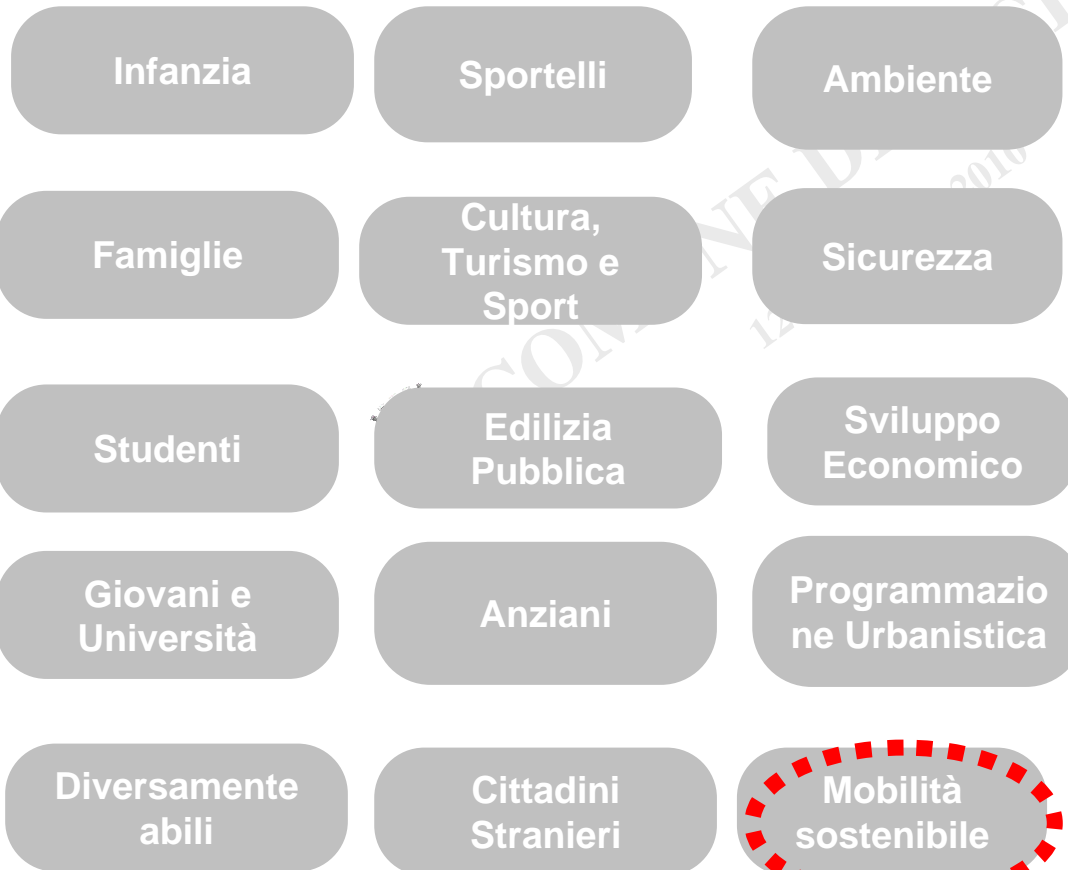 Infanzia
Sportelli
Ambiente
Famiglie
Cultura,
Turismo e
Sport
Sicurezza
Studenti
Edilizia
Pubblica
Sviluppo
Economico
Giovani e
Università
Anziani
Programmazio
ne Urbanistica
Diversamente
abili
Cittadini
Stranieri
Mobilità
sostenibile